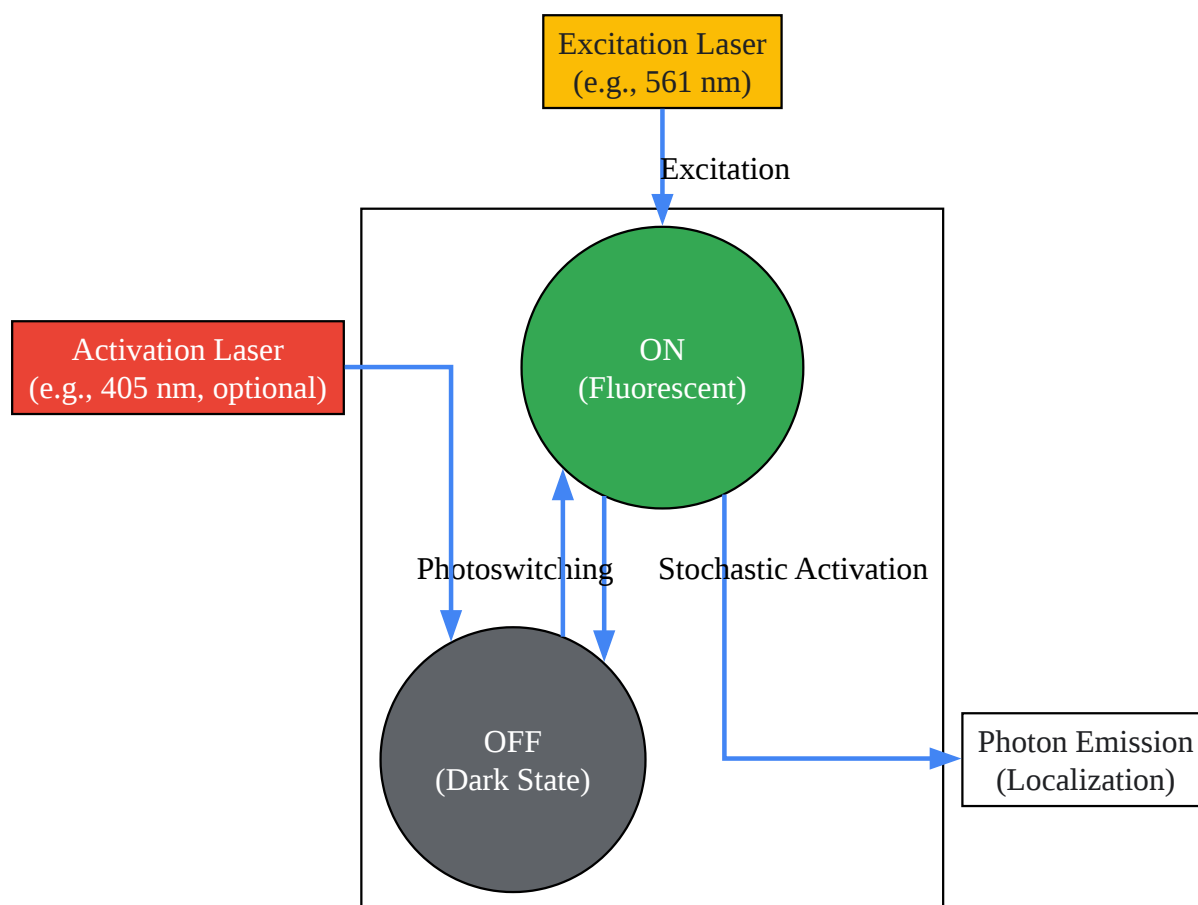 Excitation Laser
(e.g., 561 nm)
Excitation
Activation Laser
(e.g., 405 nm, optional)
ON
(Fluorescent)
Photoswitching
Stochastic Activation
OFF
(Dark State)
Photon Emission
(Localization)